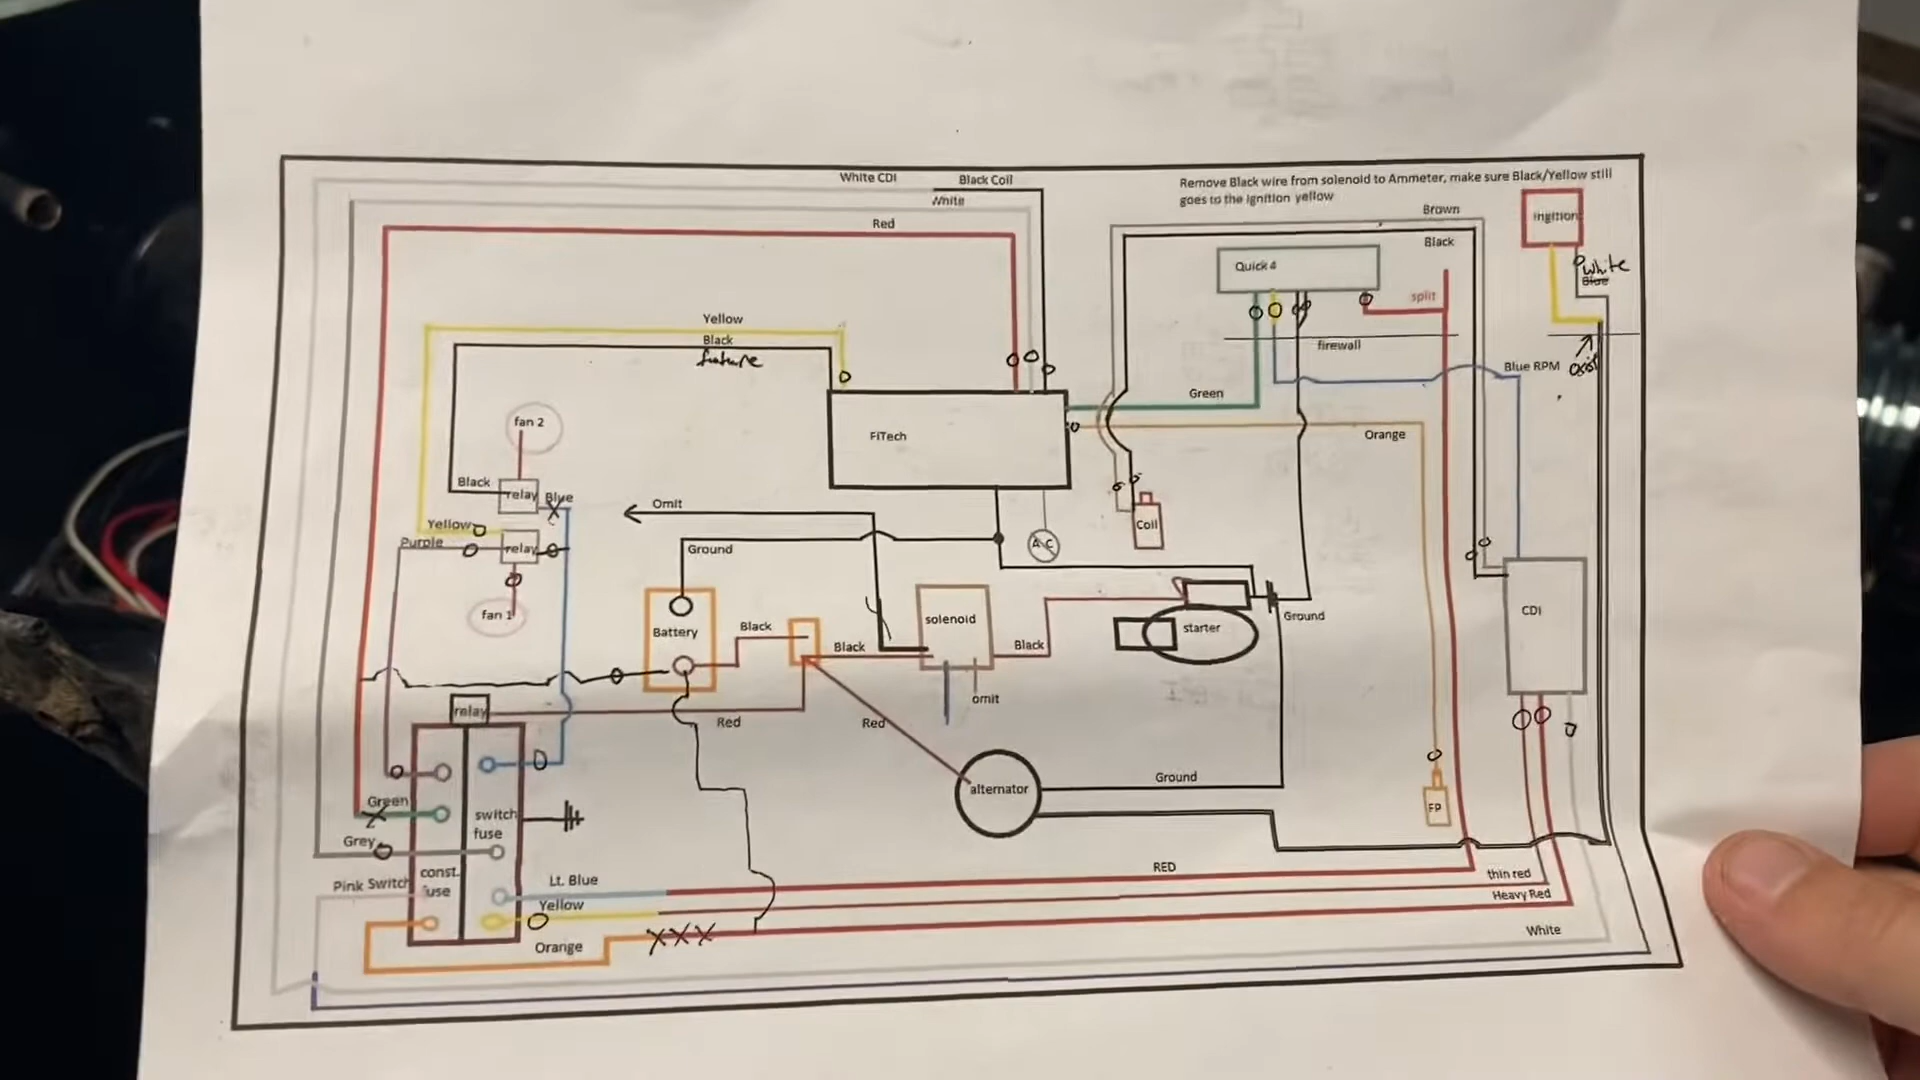 White CDI
Black Coil
White
Red
Remove Black wire from solenoid to Ammeter, make sure Black/Yellow still
goes to the Ignition yellow
Brown
Black
ingition
Quick 4
white
Blue
split
firewall
Blue RPM
Yellow
Black
future
Green
Orange
FiTech
fan 2
Black
relay
Blue
Yellow
Purple
relay
fan 1
Omit
Ground
A/C
Coil
Battery
Black
Black
solenoid
Black
starter
Ground
CDI
omit
relay
Red
Red
alternator
Ground
FP
Green
Grey
switch
fuse
Pink Switch
const.
fuse
Lt. Blue
Yellow
Orange
XXX
RED
thin red
Heavy Red
White